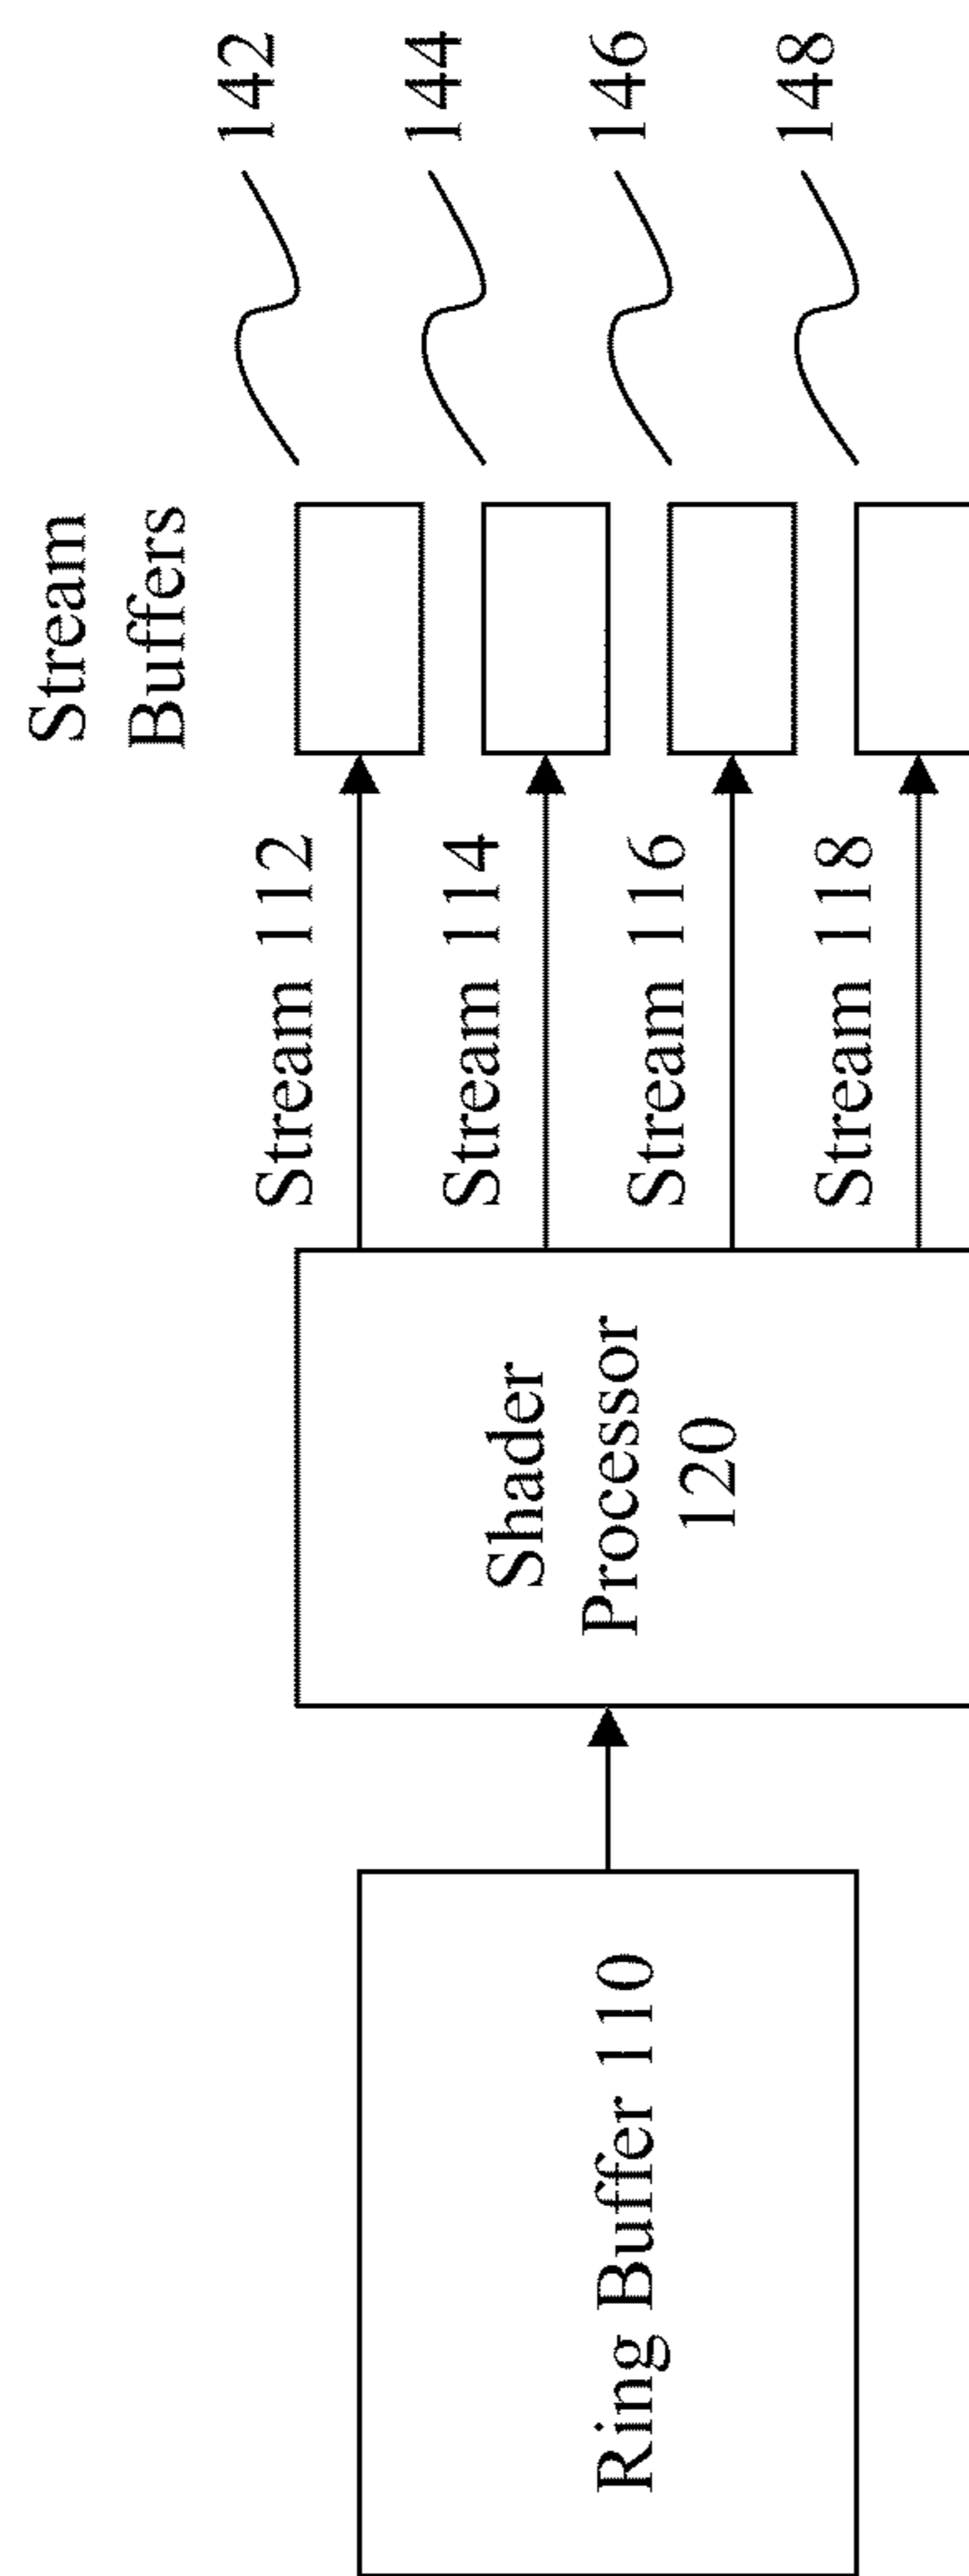 Stream
Buffers
142
Stream 112
144
Stream 114
146
Stream 116
148
Stream 118
Shader
Processor
120
Ring Buffer 110